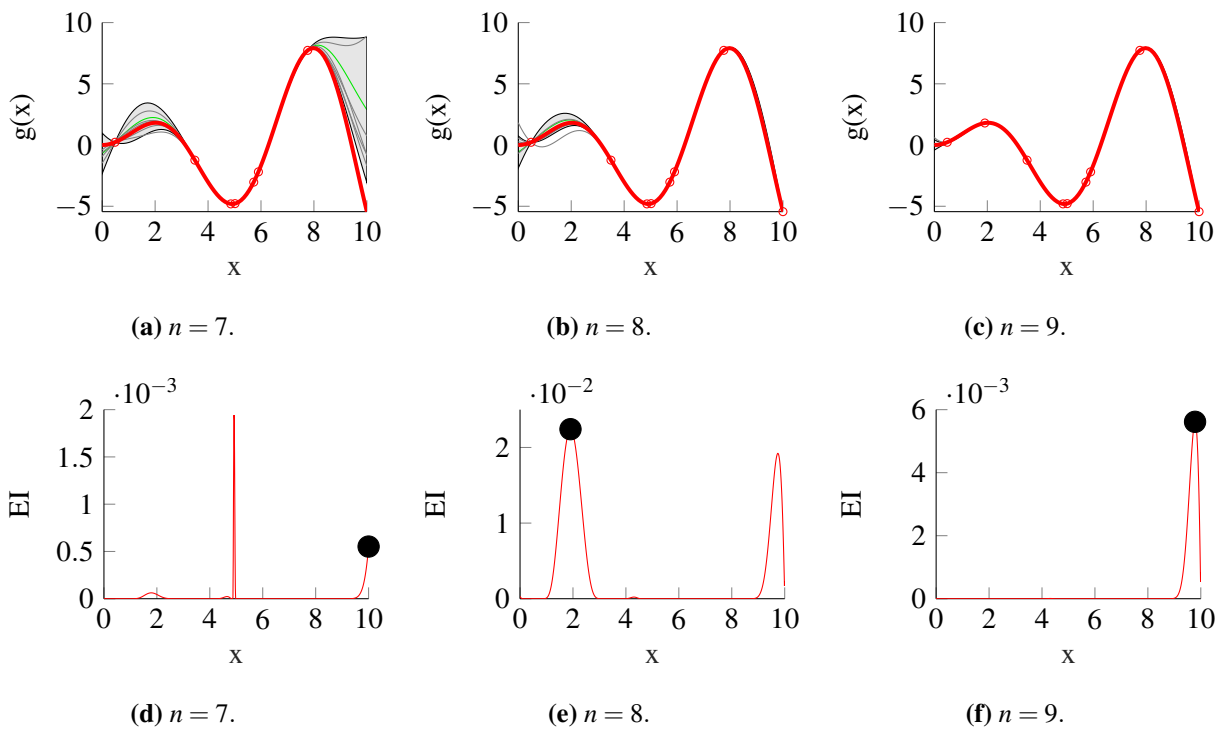 10
5
0
−5
g(x)
0 2 4 6 8 10
x
(a) n = 7.
10
5
0
−5
g(x)
0 2 4 6 8 10
x
(b) n = 8.
10
5
0
−5
g(x)
0 2 4 6 8 10
x
(c) n = 9.
·10−3
2
1.5
1
0.5
0
EI
0 2 4 6 8 10
x
(d) n = 7.
·10−2
2
1
0
EI
0 2 4 6 8 10
x
(e) n = 8.
·10−3
6
4
2
0
EI
0 2 4 6 8 10
x
(f) n = 9.